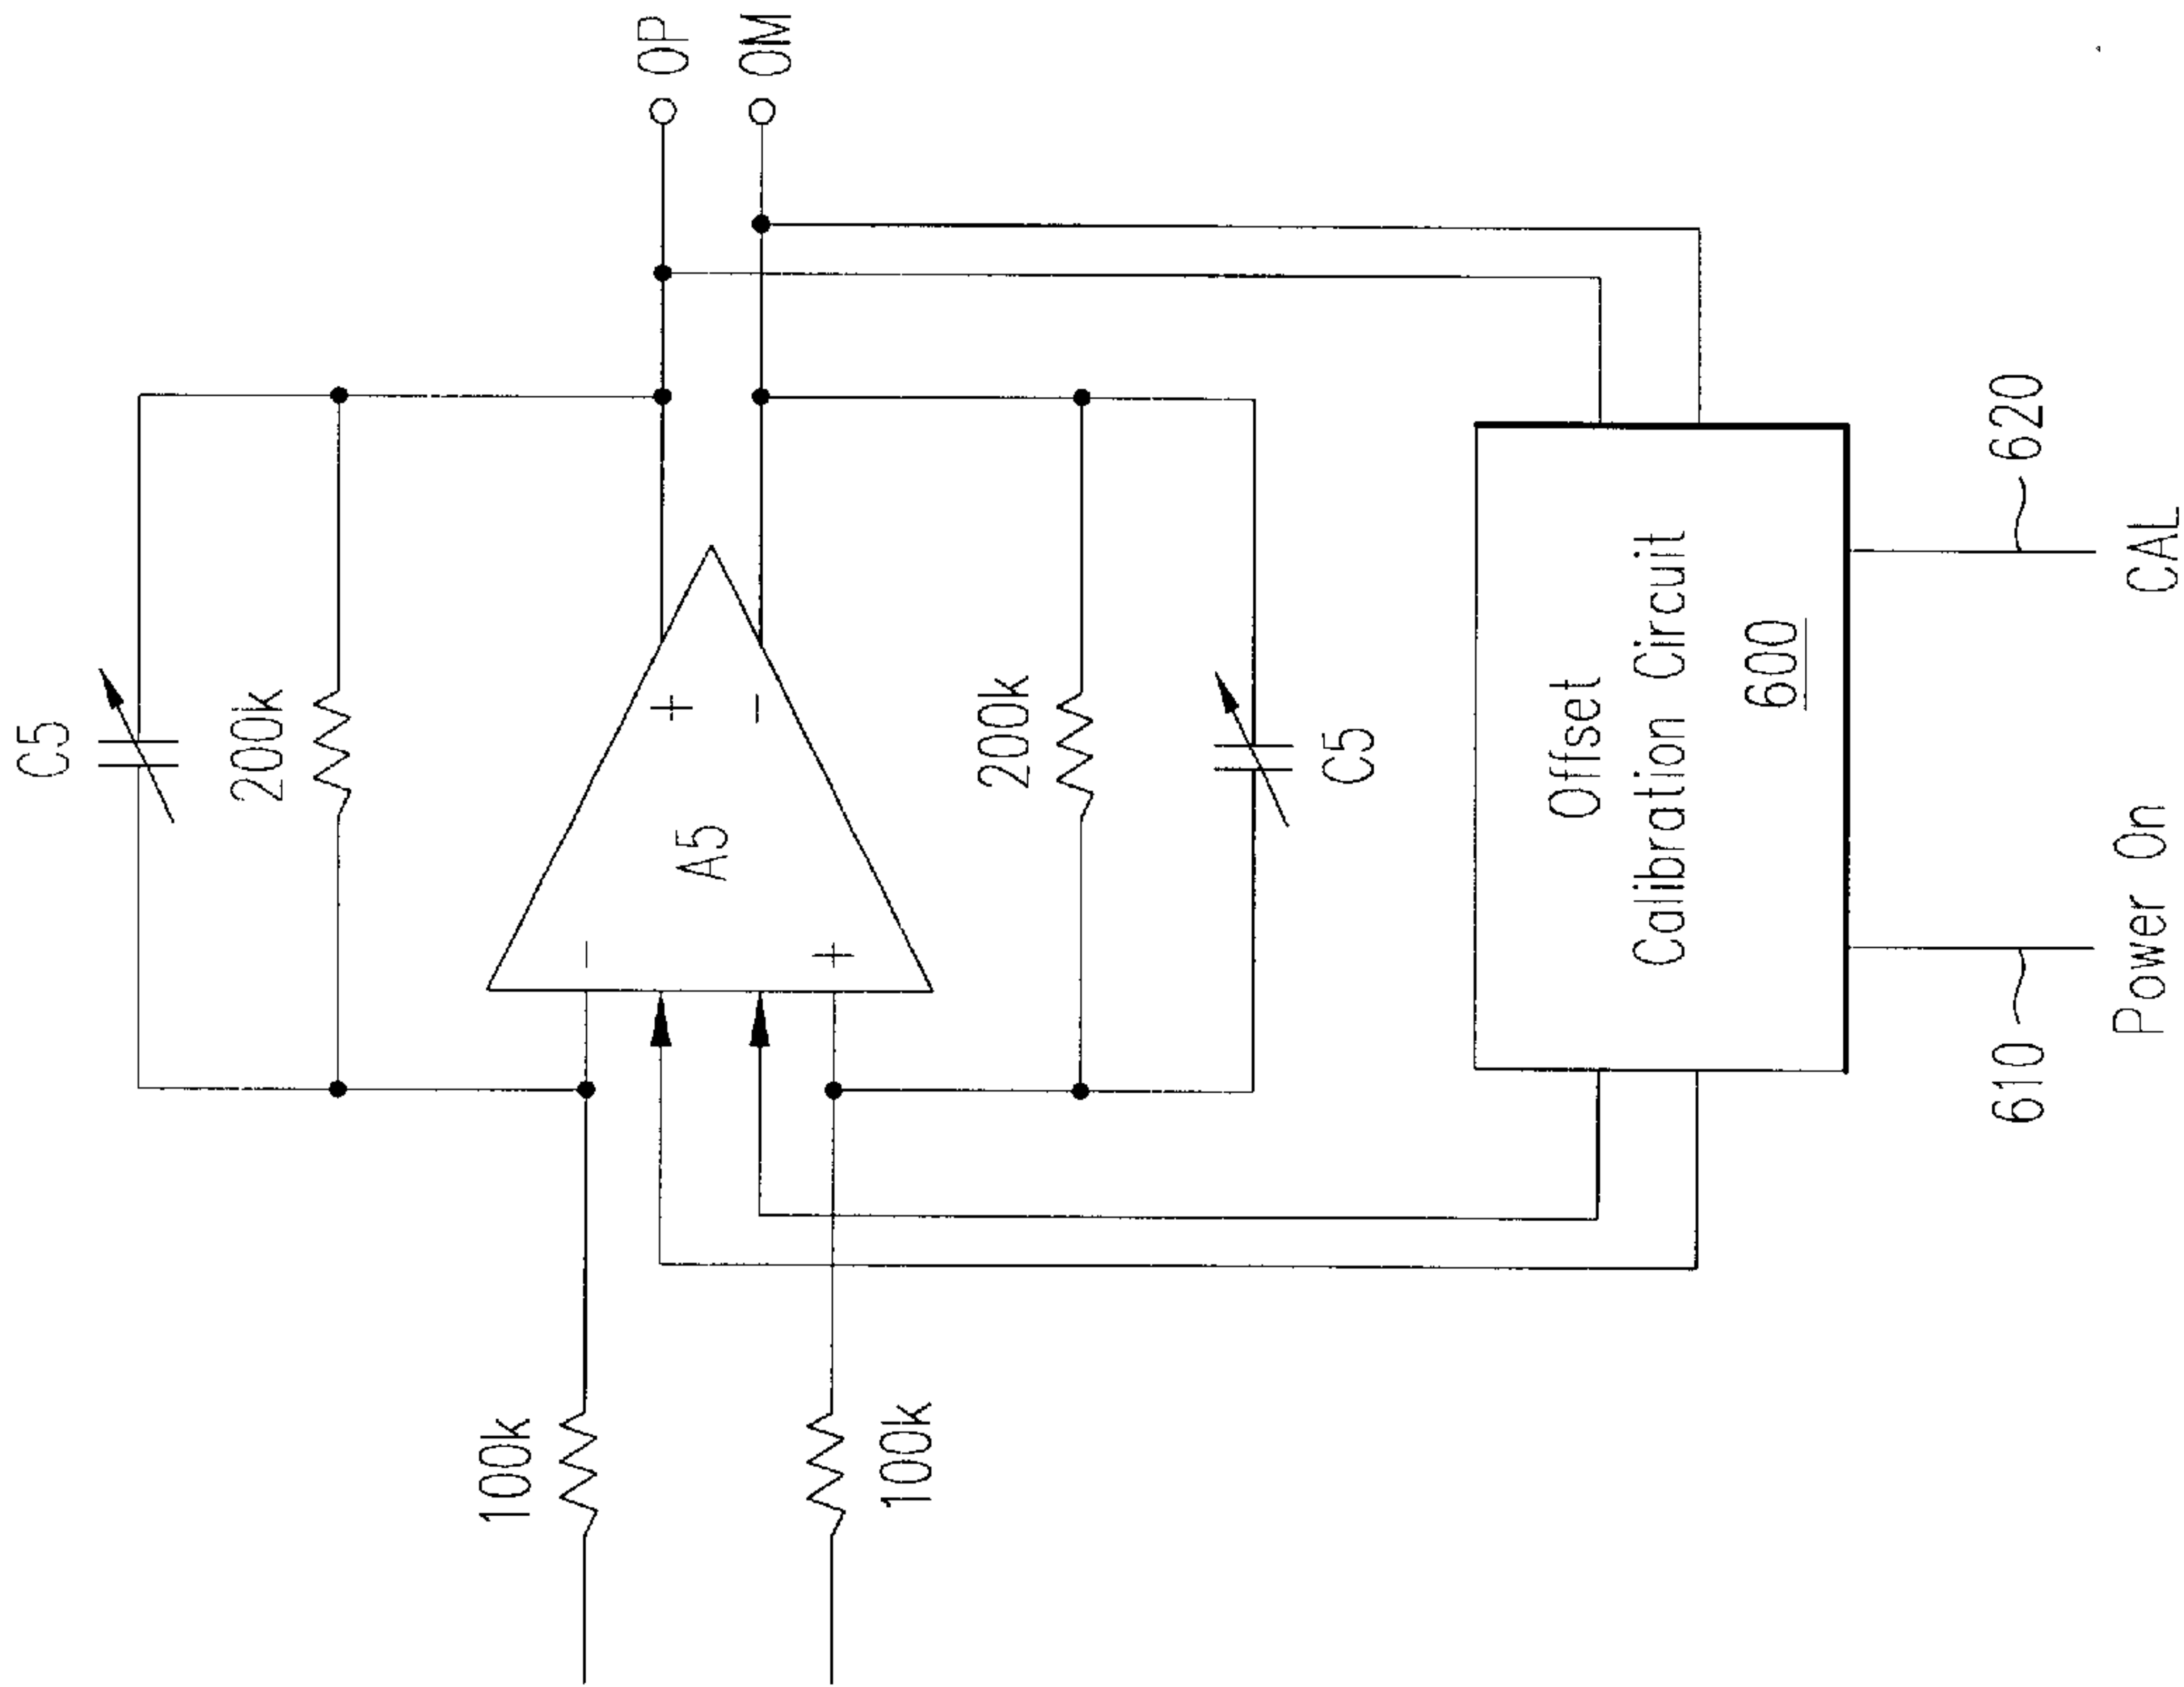 C5
200k
OP
OM
100k
-
+
A5
+
-
100k
200k
C5
Offset
Calibration Circuit
600
610
620
Power On
CAL